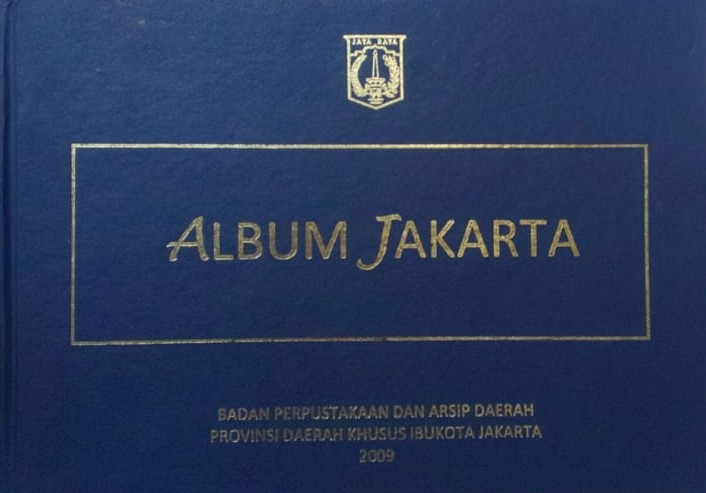 JAYA RAYA
ALBUM JAKARTA
BADAN PERPUSTAKAAN DAN ARSIP DAERAH
PROVINSI DAERAH KHUSUS IBUKOTA JAKARTA
2009